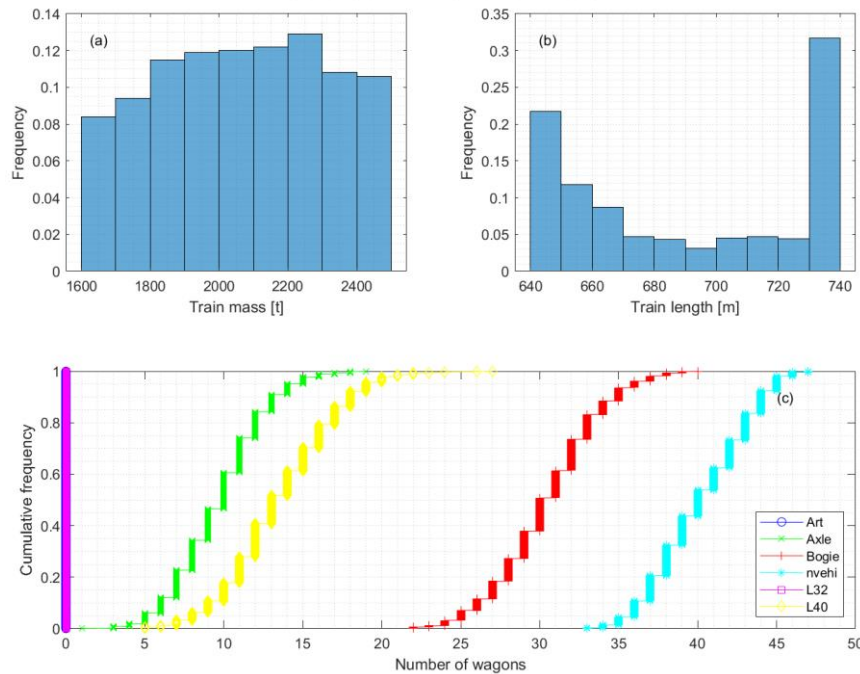 (a)
Frequency
0.14
0.12
0.1
0.08
0.06
0.04
0.02
0
1600 1800 2000 2200 2400
Train mass [t]
(b)
Frequency
0.35
0.3
0.25
0.2
0.15
0.1
0.05
0
640 660 680 700 720 740
Train length [m]
(c)
Cumulative frequency
1
0.8
0.6
0.4
0.2
0
0 5 10 15 20 25 30 35 40 45 50
Number of wagons
Art
Axle
Bogie
nvehi
L32
L40